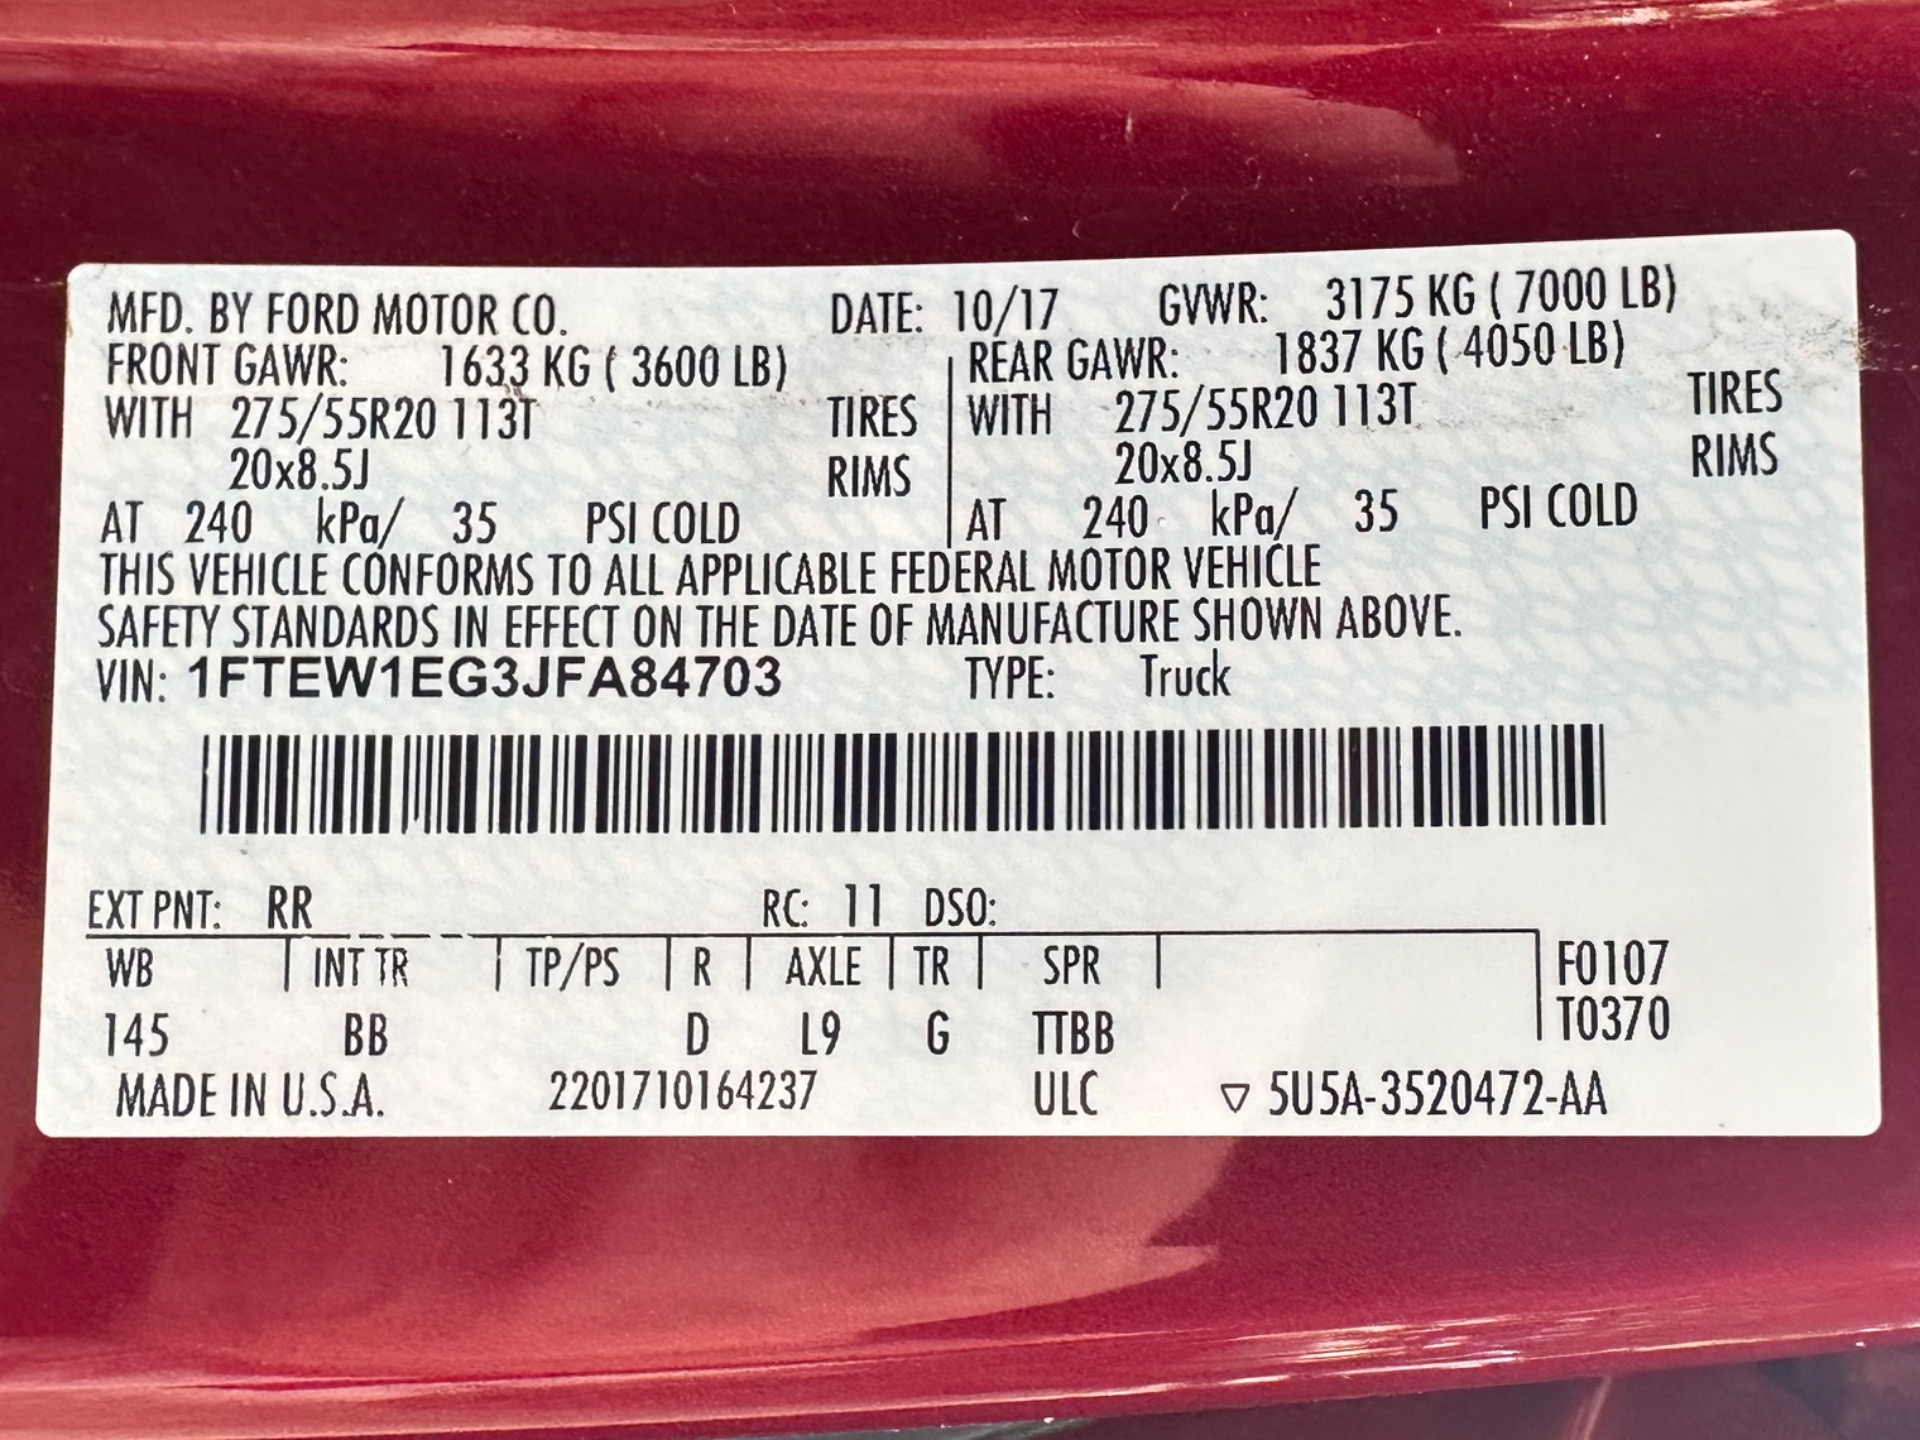 MFD. BY FORD MOTOR CO. DATE: 10/17 GVWR: 3175 KG ( 7000 LB)
FRONT GAWR: 1633 KG ( 3600 LB) REAR GAWR: 1837 KG ( 4050 LB)
WITH 275/55R20 113T TIRES WITH 275/55R20 113T TIRES
20x8.5J RIMS 20x8.5J RIMS
AT 240 kPa/ 35 PSI COLD AT 240 kPa/ 35 PSI COLD
THIS VEHICLE CONFORMS TO ALL APPLICABLE FEDERAL MOTOR VEHICLE
SAFETY STANDARDS IN EFFECT ON THE DATE OF MANUFACTURE SHOWN ABOVE.
VIN: 1FTEW1EG3JFA84703 TYPE: Truck
EXT PNT: RR RC: 11 DSO:
WB INT TR TP/PS R AXLE TR SPR F0107
145 BB D L9 G TTBB T0370
MADE IN U.S.A. 2201710164237 ULC ▽ 5U5A-3520472-AA